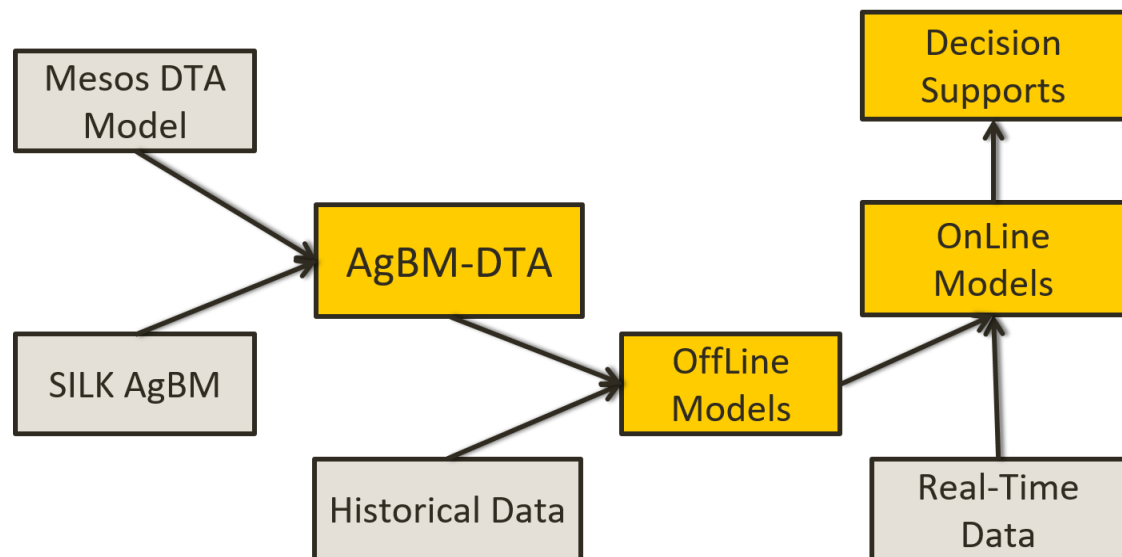 Mesos DTA
Model
SILK AgBM
AgBM-DTA
Historical Data
OffLine
Models
Decision
Supports
OnLine
Models
Real-Time
Data